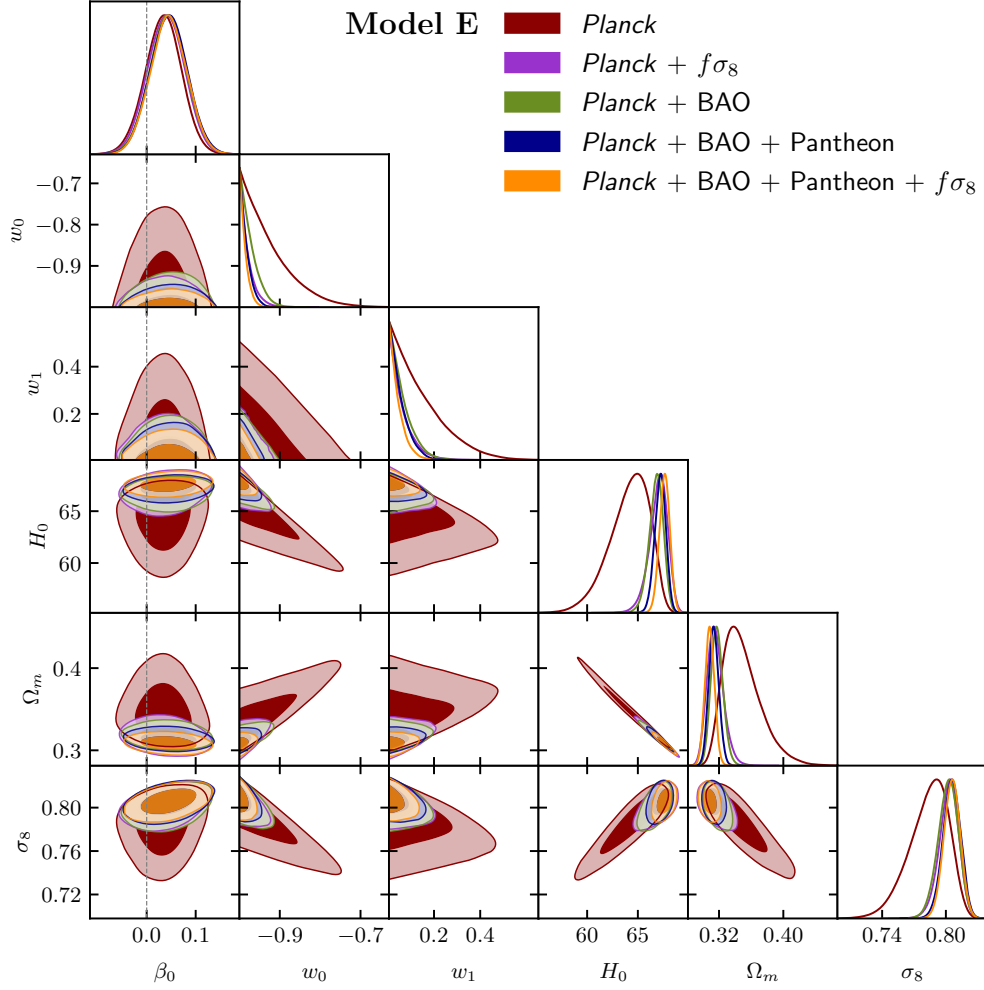 Model E
Planck
Planck + fσ₈
Planck + BAO
Planck + BAO + Pantheon
Planck + BAO + Pantheon + fσ₈
w₀
−0.7
−0.8
−0.9
w₁
0.4
0.2
H₀
65
60
Ωₘ
0.4
0.3
σ₈
0.80
0.76
0.72
0.0 0.1 −0.9 −0.7 0.2 0.4 60 65 0.32 0.40 0.74 0.80
β₀ w₀ w₁ H₀ Ωₘ σ₈